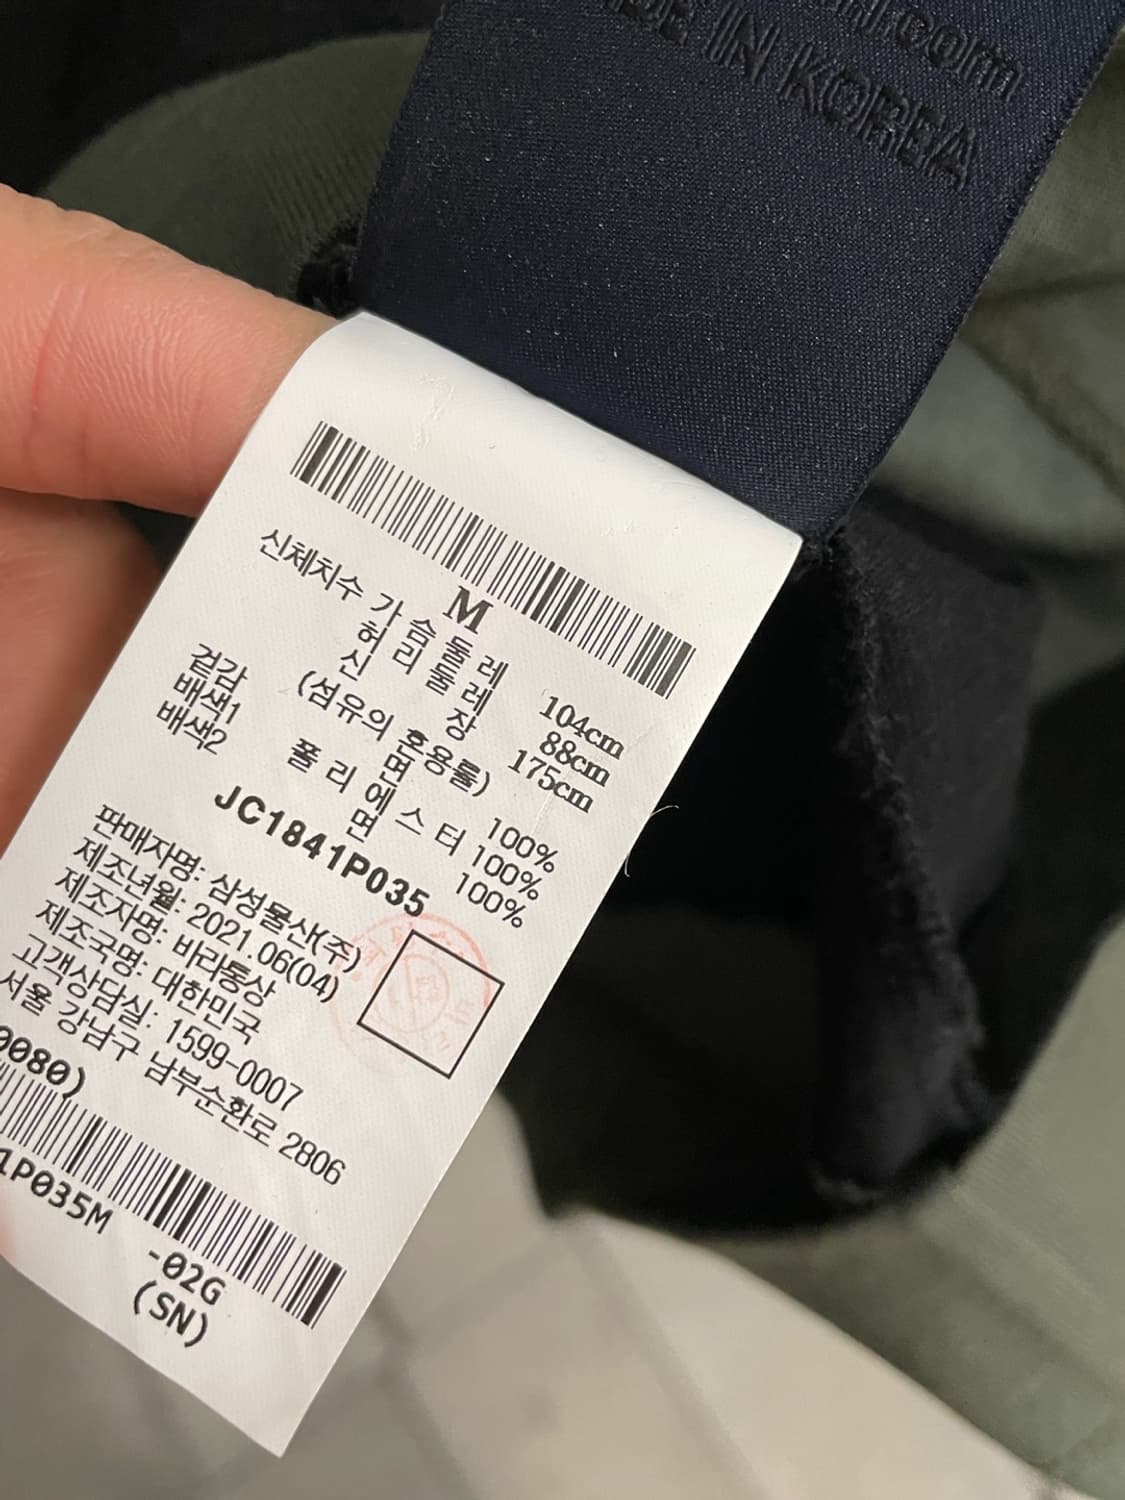 IN KOREA
M
신체치수 가 슴 둘 레 104cm
허 리 둘 레 88cm
신 장 175cm
(섬유의 혼용률)
겉감 면 100%
배색1 폴 리 에 스 터 100%
배색2 면 100%
JC1841P035
판매자명: 삼성물산(주)
제조년월: 2021.06(04)
제조자명: 바라통상
제조국명: 대한민국
고객상담실: 1599-0007
서울 강남구 남부순환로 2806
0080)
1P035M -02G
(SN)